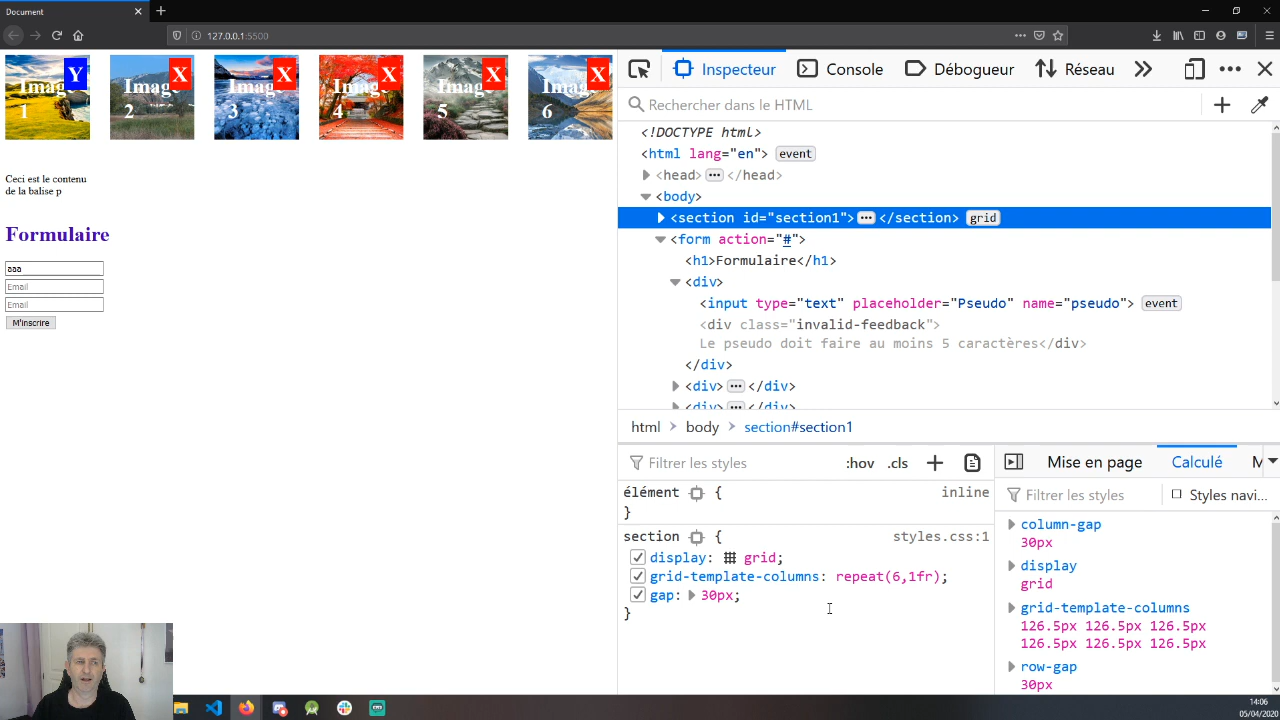 Document
127.0.0.1:5500
Y
X
X
X
X
X
Image 1
Image 2
Image 3
Image 4
Image 5
Image 6
Ceci est le contenu
de la balise p
Formulaire
aaa
Email
Email
M'inscrire
Inspecteur
Console
Débogueur
Réseau
Rechercher dans le HTML
<!DOCTYPE html>
<html lang="en"> event
<head> ••• </head>
<body>
<section id="section1"> ••• </section> grid
<form action="#">
<h1>Formulaire</h1>
<div>
<input type="text" placeholder="Pseudo" name="pseudo"> event
<div class="invalid-feedback">
Le pseudo doit faire au moins 5 caractères</div>
</div>
<div> ••• </div>
<div> ••• </div>
html > body > section#section1
Filtrer les styles
:hov .cls
élément { inline
}
section { styles.css:1
display: grid;
grid-template-columns: repeat(6,1fr);
gap: 30px;
}
Mise en page
Calculé
M
Filtrer les styles
Styles navi...
column-gap
30px
display
grid
grid-template-columns
126.5px 126.5px 126.5px
126.5px 126.5px 126.5px
row-gap
30px
14:06
05/04/2020